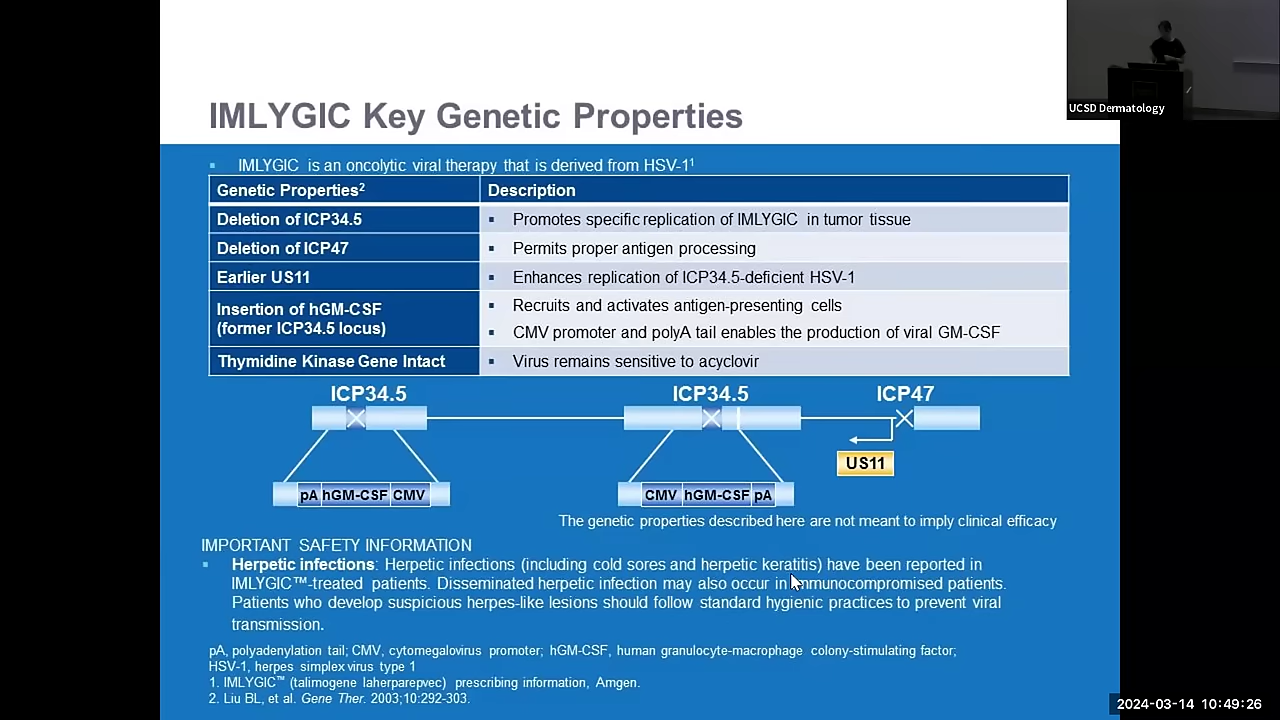 UCSD Dermatology
IMLYGIC Key Genetic Properties
▪ IMLYGIC is an oncolytic viral therapy that is derived from HSV-1¹
Genetic Properties² Description
Deletion of ICP34.5 ▪ Promotes specific replication of IMLYGIC in tumor tissue
Deletion of ICP47 ▪ Permits proper antigen processing
Earlier US11 ▪ Enhances replication of ICP34.5-deficient HSV-1
Insertion of hGM-CSF
(former ICP34.5 locus)
▪ Recruits and activates antigen-presenting cells
▪ CMV promoter and polyA tail enables the production of viral GM-CSF
Thymidine Kinase Gene Intact ▪ Virus remains sensitive to acyclovir
ICP34.5 ICP34.5 ICP47
US11
pA hGM-CSF CMV CMV hGM-CSF pA
The genetic properties described here are not meant to imply clinical efficacy
IMPORTANT SAFETY INFORMATION
▪ Herpetic infections: Herpetic infections (including cold sores and herpetic keratitis) have been reported in
IMLYGIC™-treated patients. Disseminated herpetic infection may also occur in immunocompromised patients.
Patients who develop suspicious herpes-like lesions should follow standard hygienic practices to prevent viral
transmission.
pA, polyadenylation tail; CMV, cytomegalovirus promoter; hGM-CSF, human granulocyte-macrophage colony-stimulating factor;
HSV-1, herpes simplex virus type 1
1. IMLYGIC™ (talimogene laherparepvec) prescribing information, Amgen.
2. Liu BL, et al. Gene Ther. 2003;10:292-303.
2024-03-14 10:49:26